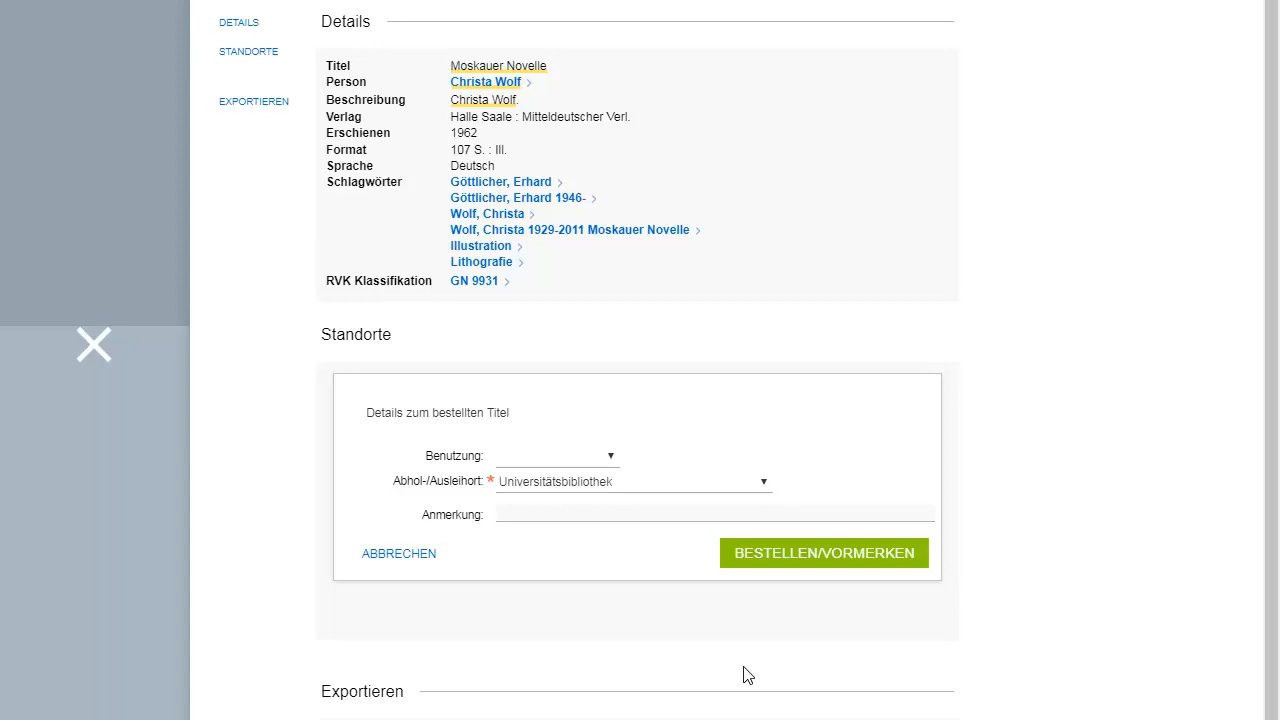 DETAILS
STANDORTE
EXPORTIEREN
Details
Titel Moskauer Novelle
Person Christa Wolf
Beschreibung Christa Wolf.
Verlag Halle Saale : Mitteldeutscher Verl.
Erschienen 1962
Format 107 S. : Ill.
Sprache Deutsch
Schlagwörter Göttlicher, Erhard
Göttlicher, Erhard 1946-
Wolf, Christa
Wolf, Christa 1929-2011 Moskauer Novelle
Illustration
Lithografie
RVK Klassifikation GN 9931
Standorte
Details zum bestellten Titel
Benutzung:
Abhol-/Ausleihort: * Universitätsbibliothek
Anmerkung:
ABBRECHEN BESTELLEN/VORMERKEN
Exportieren